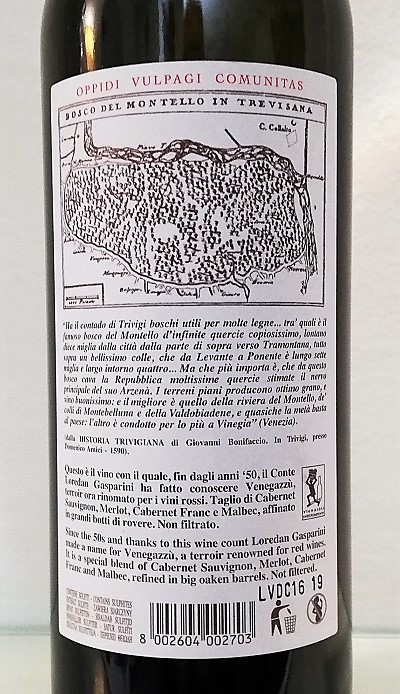 OPPIDI VULPAGI COMUNITAS
BOSCO DEL MONTELLO IN TREVISANA
C. Collalto
Piave F.
"Ha il contado di Trivigi boschi utili per molte legne... tra' quali è il
famoso bosco del Montello d'infinite quercie copiosissimo, lontano
diece miglia dalla città dalla parte di sopra verso Tramontana, tutto
sopra un bellissimo colle, che da Levante a Ponente è lungo sette
miglia e largo intorno quattro... Ma che più importa è, che da questo
bosco cava la Repubblica moltissime quercie stimate il nervo
principale del suo Arzenà. I terreni piani producono ottimo grano, e
vino buonissimo: e il migliore è quello della riviera del Montello, de'
colli di Montebelluna e della Valdobiadene, e quasiche la metà basta
al paese: l'altro è condotto per lo più a Vinegia" (Venezia).
(dalla HISTORIA TRIVIGIANA di Giovanni Bonifaccio. In Trivigi, presso
Domenico Amici - 1590).
Questo è il vino con il quale, fin dagli anni '50, il Conte
Loredan Gasparini ha fatto conoscere Venegazzù,
terroir ora rinomato per i vini rossi. Taglio di Cabernet
Sauvignon, Merlot, Cabernet Franc e Malbec, affinato
in grandi botti di rovere. Non filtrato.
Since the 50s and thanks to this wine count Loredan Gasparini
made a name for Venegazzù, a terroir renowned for red wines.
It is a special blend of Cabernet Sauvignon, Merlot, Cabernet
Franc and Malbec, refined in big oaken barrels. Not filtered.
LVDC16 19
CONTIENE SOLFITI - CONTAINS SULPHITES
8 002604 002703